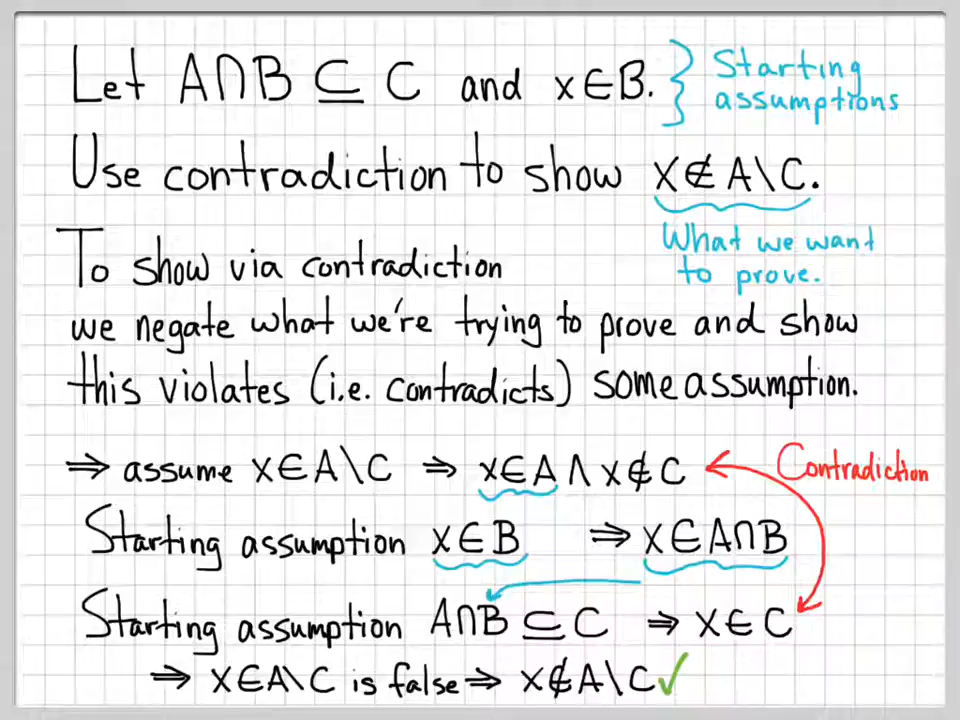 Let A∩B ⊆ C and x∈B. } Starting assumptions
Use contradiction to show x∉A\C.
What we want to prove.
To show via contradiction
we negate what we're trying to prove and show
this violates (i.e. contradicts) some assumption.
⇒ assume x∈A\C ⇒ x∈A ∧ x∉C Contradiction
Starting assumption x∈B ⇒ x∈A∩B
Starting assumption A∩B ⊆ C ⇒ x∈C
⇒ x∈A\C is false ⇒ x∉A\C ✓